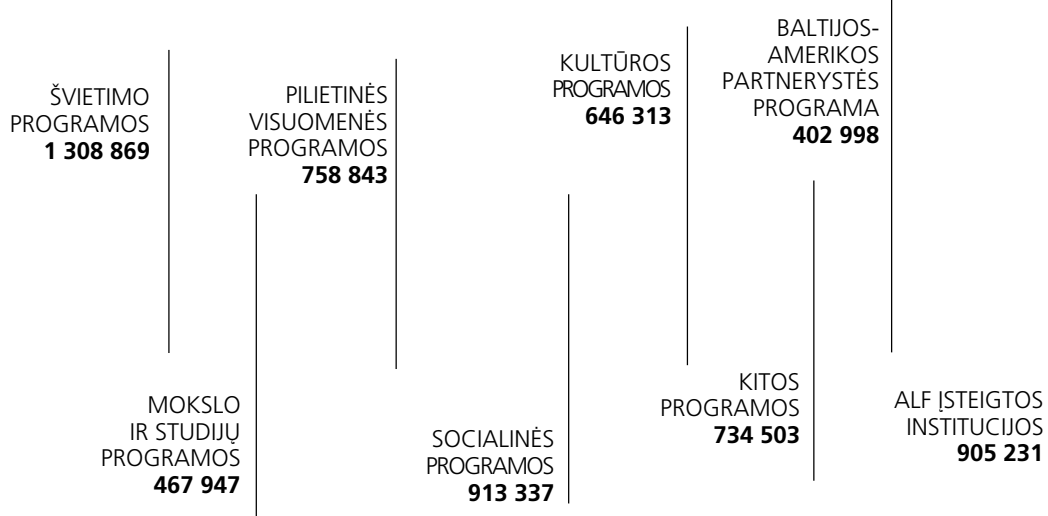 ŠVIETIMO
PROGRAMOS
1 308 869
MOKSLO
IR STUDIJŲ
PROGRAMOS
467 947
PILIETINĖS
VISUOMENĖS
PROGRAMOS
758 843
SOCIALINĖS
PROGRAMOS
913 337
KULTŪROS
PROGRAMOS
646 313
KITOS
PROGRAMOS
734 503
BALTIJOS-
AMERIKOS
PARTNERYSTĖS
PROGRAMA
402 998
ALF ĮSTEIGTOS
INSTITUCIJOS
905 231